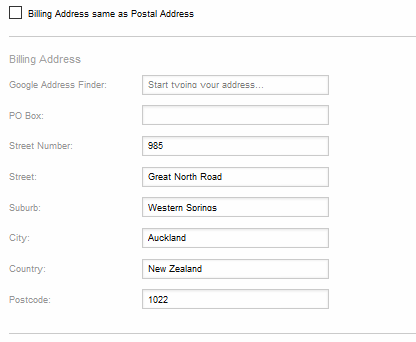 Billing Address same as Postal Address
Billing Address
Google Address Finder: Start typing your address...
PO Box:
Street Number: 985
Street: Great North Road
Suburb: Western Springs
City: Auckland
Country: New Zealand
Postcode: 1022